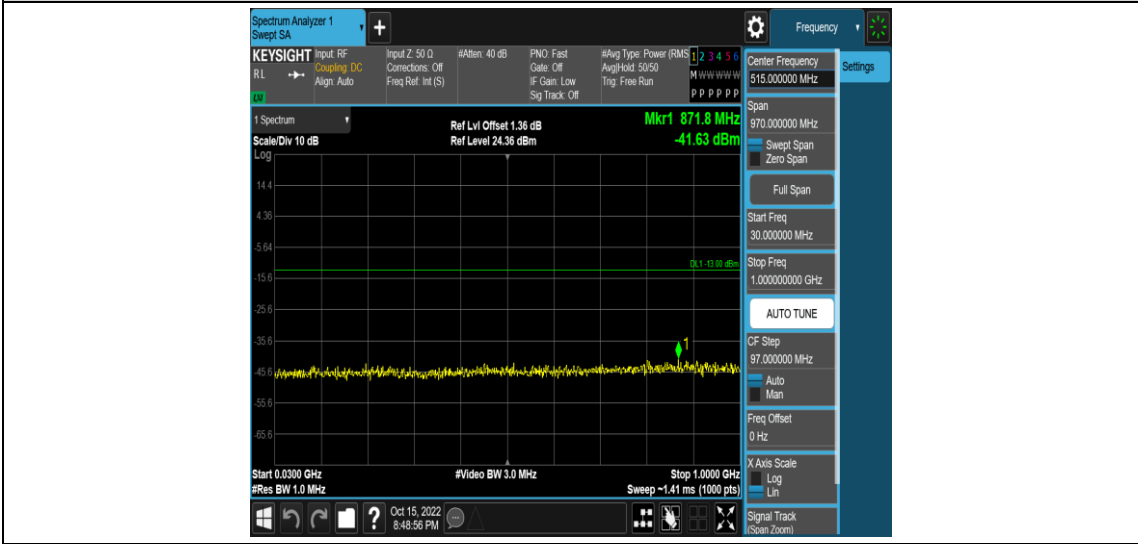 Spectrum Analyzer 1
Swept SA
+
Frequency
KEYSIGHT Input: RF
RL Coupling: DC
Align: Auto
LNI
Input Z: 50 Ω
Corrections: Off
Freq Ref: Int (S)
#Atten: 40 dB
PNO: Fast
Gate: Off
IF Gain: Low
Sig Track: Off
#Avg Type: Power (RMS
Avg|Hold: 50/50
Trig: Free Run
1 2 3 4 5 6
M W W W W W
P P P P P P
1 Spectrum
Scale/Div 10 dB
Log
Ref Lvl Offset 1.36 dB
Ref Level 24.36 dBm
Mkr1 871.8 MHz
-41.63 dBm
14.4
4.36
-5.64
DL1 -13.00 dBm
-15.6
-25.6
-35.6
1
-45.6
-55.6
-65.6
Start 0.0300 GHz
#Res BW 1.0 MHz
#Video BW 3.0 MHz
Stop 1.0000 GHz
Sweep ~1.41 ms (1000 pts)
Center Frequency
515.000000 MHz
Settings
Span
970.000000 MHz
Swept Span
Zero Span
Full Span
Start Freq
30.000000 MHz
Stop Freq
1.000000000 GHz
AUTO TUNE
CF Step
97.000000 MHz
Auto
Man
Freq Offset
0 Hz
X Axis Scale
Log
Lin
Signal Track
(Span Zoom)
?
Oct 15, 2022
8:48:56 PM